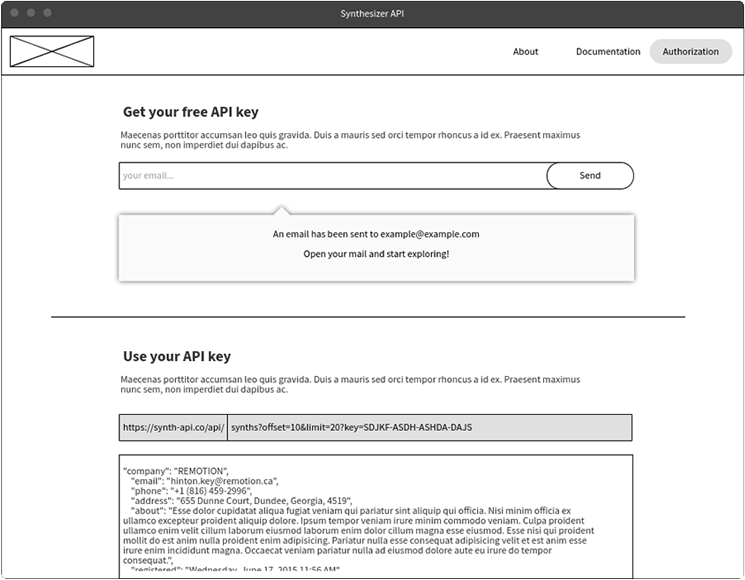 Synthesizer API
About
Documentation
Authorization
Get your free API key
Maecenas porttitor accumsan leo quis gravida. Duis a mauris sed orci tempor rhoncus a id ex. Praesent maximus
nunc sem, non imperdiet dui dapibus ac.
your email...
Send
An email has been sent to example@example.com
Open your mail and start exploring!
Use your API key
Maecenas porttitor accumsan leo quis gravida. Duis a mauris sed orci tempor rhoncus a id ex. Praesent maximus
nunc sem, non imperdiet dui dapibus ac.
https://synth-api.co/api/ synths?offset=10&limit=20?key=SDJKF-ASDH-ASHDA-DAJS
"company": "REMOTION",
"email": "hinton.key@remotion.ca",
"phone": "+1 (816) 459-2996",
"address": "655 Dunne Court, Dundee, Georgia, 4519",
"about": "Esse dolor cupidatat aliqua fugiat veniam qui pariatur sint aliquip qui officia. Nisi minim officia ex
ullamco excepteur proident aliquip dolore. Ipsum tempor veniam irure minim commodo veniam. Culpa proident
ullamco enim velit cillum laborum eiusmod laborum enim dolor cillum magna esse eiusmod. Esse nisi qui proident
mollit do est anim nulla proident enim adipisicing. Pariatur nulla esse consequat adipisicing velit et est anim esse
irure enim incididunt magna. Occaecat veniam pariatur nulla ad eiusmod dolore aute eu irure do tempor
consequat.",
"registered": "Wednesday, June 17, 2015 11:56 AM"